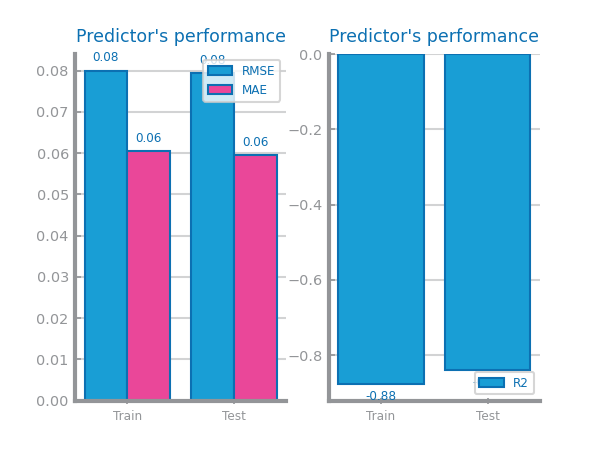 Predictor's performance
0.08
0.08
RMSE
MAE
0.06
0.06
0.08
0.07
0.06
0.05
0.04
0.03
0.02
0.01
0.00
Train
Test
Predictor's performance
0.0
−0.2
−0.4
−0.6
−0.8
-0.88
R2
Train
Test